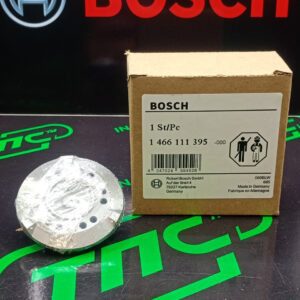 BOSCH
BOSCH
1 St/Pc
1 466 111 395 -000
Robert Bosch GmbH
Auf der Breit 4
76227 Karlsruhe
Germany
Made in Germany
Fabriqué en Allemagne